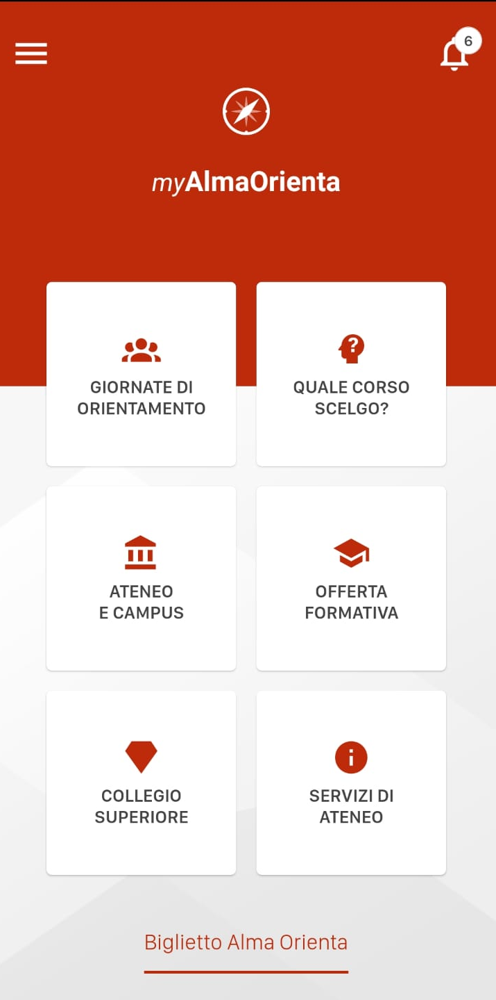 6
myAlmaOrienta
GIORNATE DI
ORIENTAMENTO
QUALE CORSO
SCELGO?
ATENEO
E CAMPUS
OFFERTA
FORMATIVA
COLLEGIO
SUPERIORE
SERVIZI DI
ATENEO
Biglietto Alma Orienta